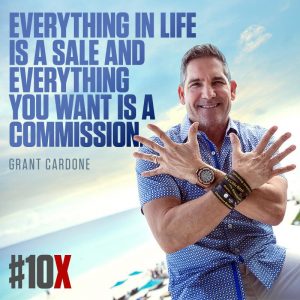 EVERYTHING IN LIFE
IS A SALE AND
EVERYTHING
YOU WANT IS A
COMMISSION.
GRANT CARDONE
#10X